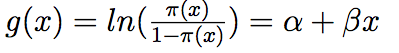 g(x) = ln(π(x)/1−π(x)) = α + βx